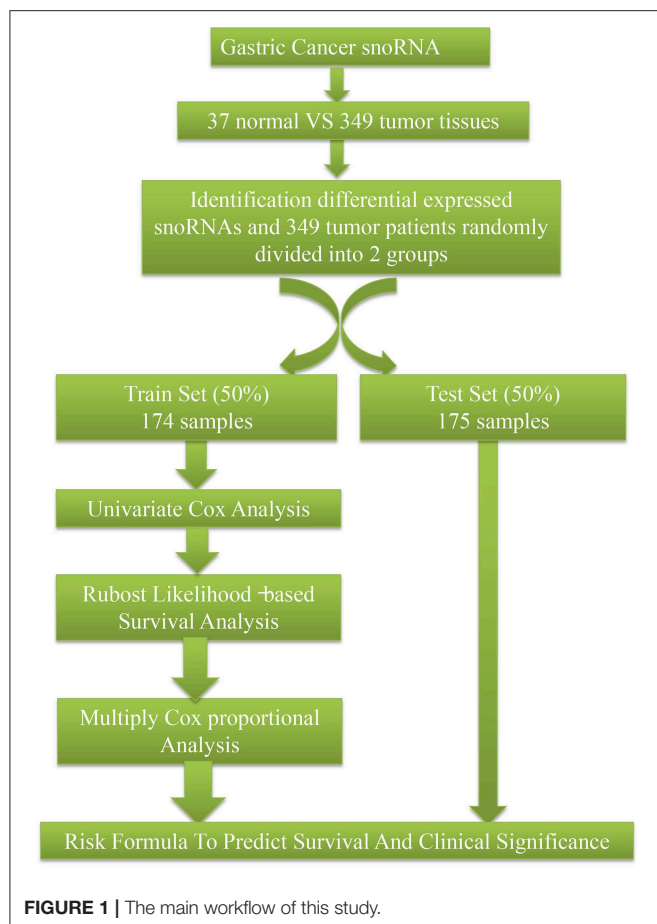 Gastric Cancer snoRNA
37 normal VS 349 tumor tissues
Identification differential expressed
snoRNAs and 349 tumor patients randomly
divided into 2 groups
Train Set (50%)
174 samples
Test Set (50%)
175 samples
Univariate Cox Analysis
Rubost Likelihood-based
Survival Analysis
Multiply Cox proportional
Analysis
Risk Formula To Predict Survival And Clinical Significance
FIGURE 1 | The main workflow of this study.